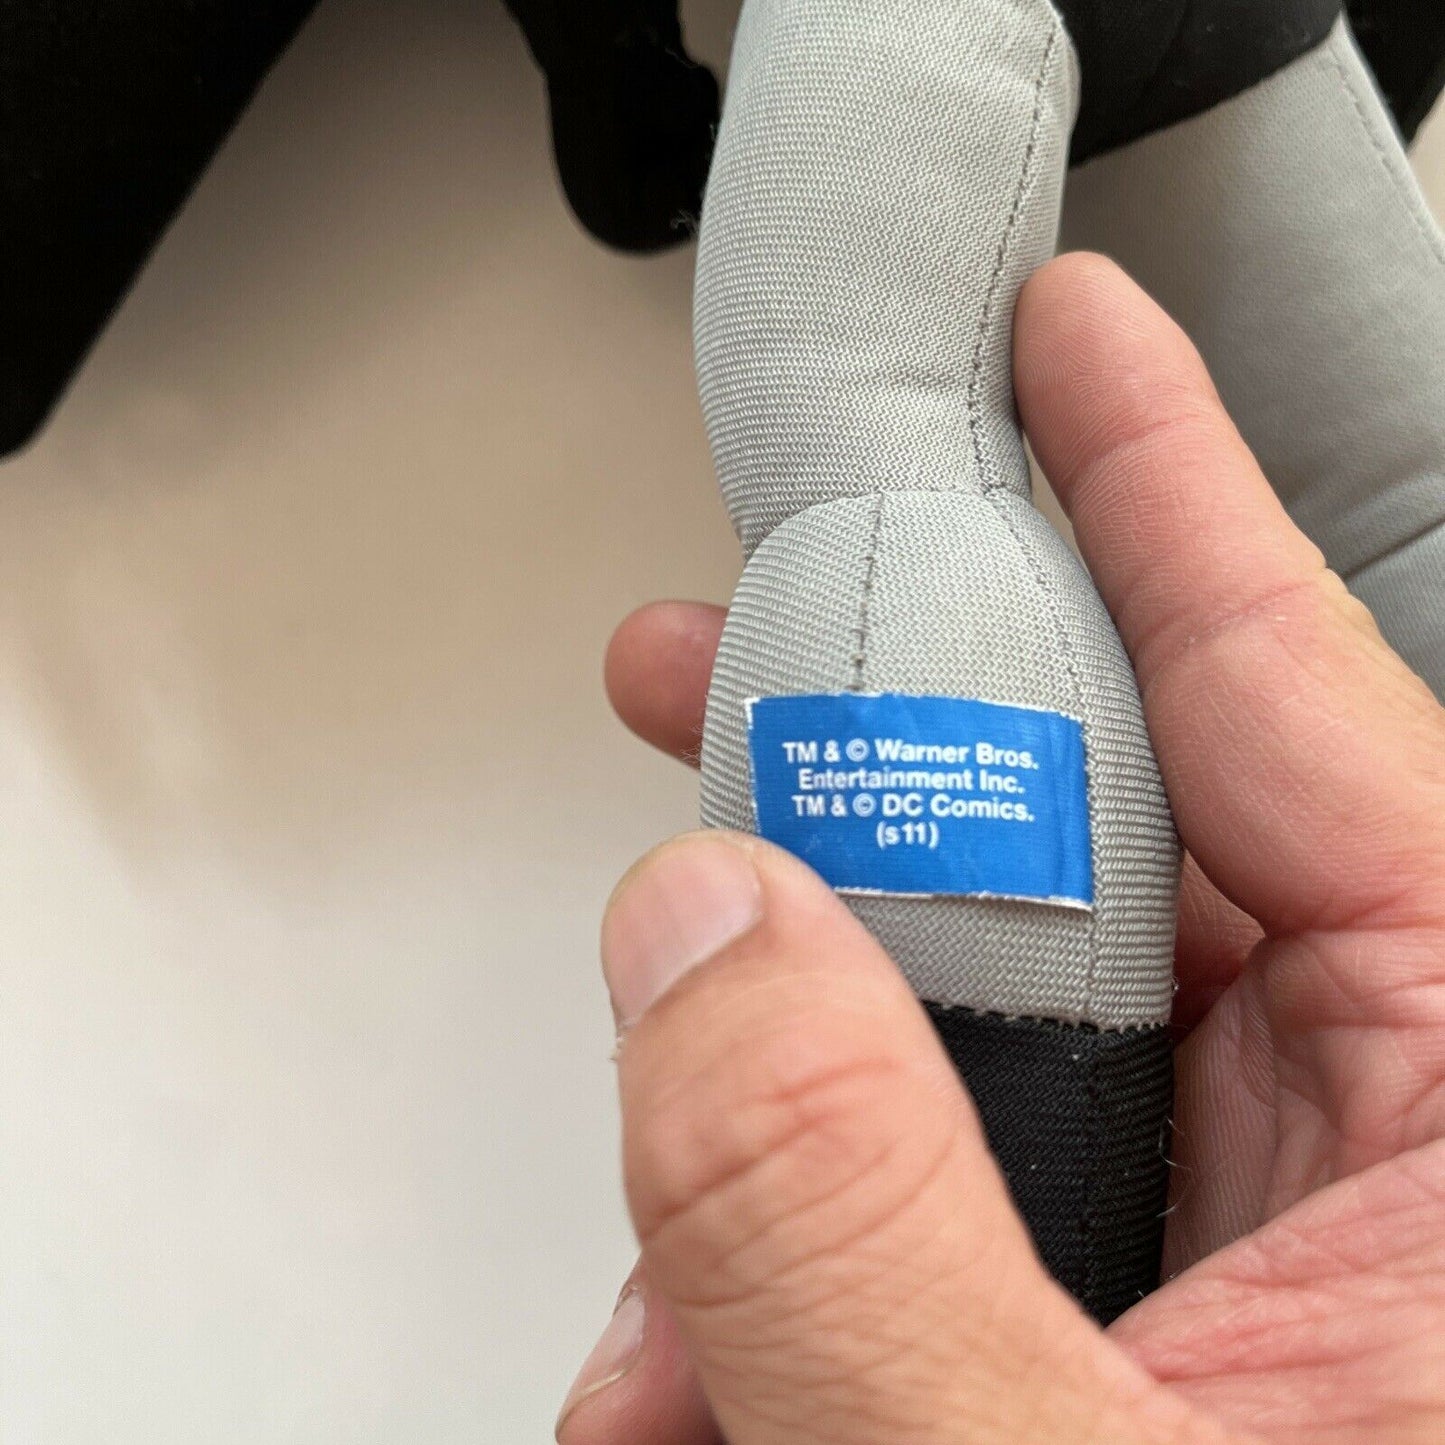 TM & © Warner Bros.
Entertainment Inc.
TM & © DC Comics.
(s11)